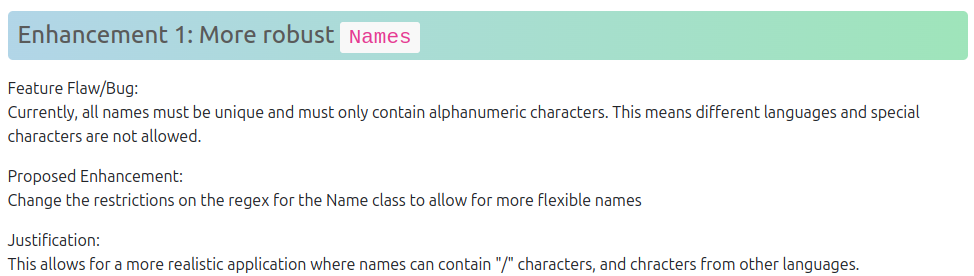 Enhancement 1: More robust Names
Feature Flaw/Bug:
Currently, all names must be unique and must only contain alphanumeric characters. This means different languages and special
characters are not allowed.
Proposed Enhancement:
Change the restrictions on the regex for the Name class to allow for more flexible names
Justification:
This allows for a more realistic application where names can contain "/" characters, and chracters from other languages.